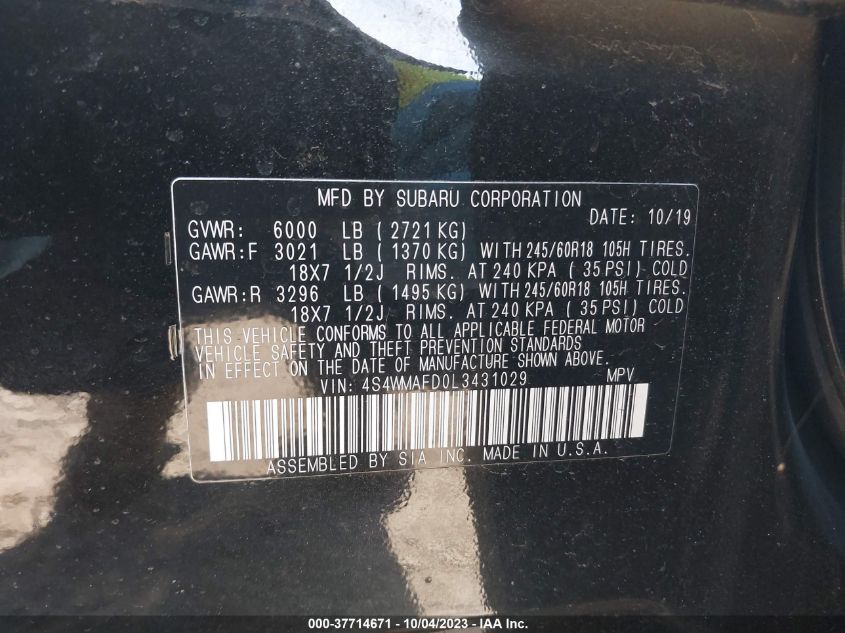 MFD BY SUBARU CORPORATION
DATE: 10/19
GVWR: 6000 LB ( 2721 KG)
GAWR:F 3021 LB ( 1370 KG) WITH 245/60R18 105H TIRES.
18X7 1/2J RIMS. AT 240 KPA ( 35 PSI) COLD
GAWR:R 3296 LB ( 1495 KG) WITH 245/60R18 105H TIRES.
18X7 1/2J RIMS. AT 240 KPA ( 35 PSI) COLD
THIS VEHICLE CONFORMS TO ALL APPLICABLE FEDERAL MOTOR
VEHICLE SAFETY AND THEFT PREVENTION STANDARDS
IN EFFECT ON THE DATE OF MANUFACTURE SHOWN ABOVE.
VIN: 4S4WMAFD0L3431029 MPV
ASSEMBLED BY SIA INC. MADE IN U.S.A.
000-37714671 - 10/04/2023 - IAA Inc.